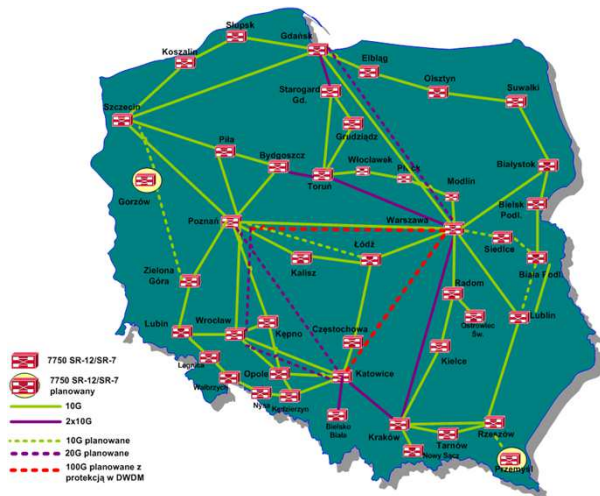 Słupsk
Gdańsk
Koszalin
Elbląg
Olsztyn
Starogard
Gd.
Suwałki
Szczecin
Grudziądz
Piła
Bydgoszcz
Włocławek
Płock
Modlin
Białystok
Toruń
Gorzów
Bielsk
Podl.
Poznań
Warszawa
Siedlce
Łódź
Biała Podl.
Zielona
Góra
Kalisz
Radom
Lubin
Wrocław
Kępno
Częstochowa
Ostrowiec
Św.
Lublin
Legnica
Kielce
Wałbrzych
Opole
Katowice
Nysa
Kędzierzyn
Bielsko
Biała
Kraków
Tarnów
Rzeszów
Nowy Sącz
Przemyśl
7750 SR-12/SR-7
7750 SR-12/SR-7
planowany
10G
2x10G
10G planowane
20G planowane
100G planowane z
protekcją w DWDM